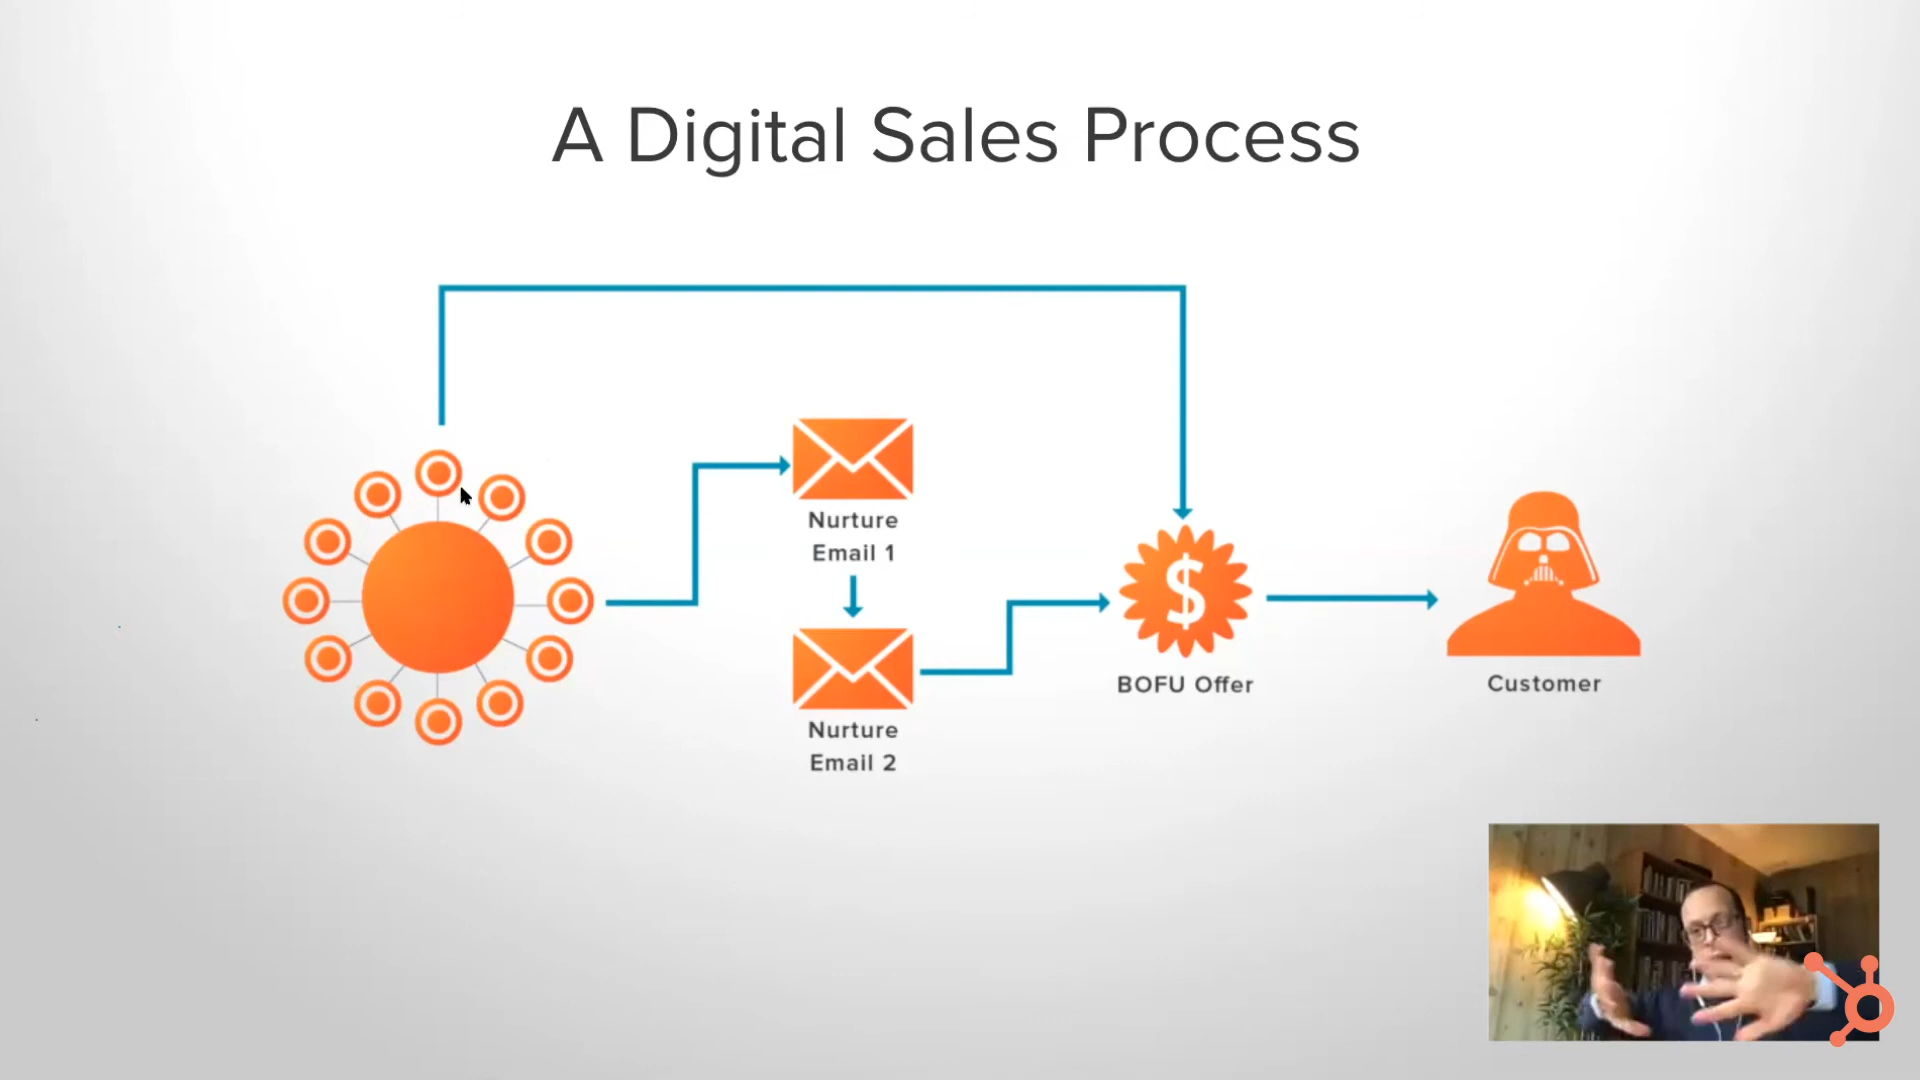 A Digital Sales Process
Nurture
Email 1
Nurture
Email 2
$
BOFU Offer
Customer